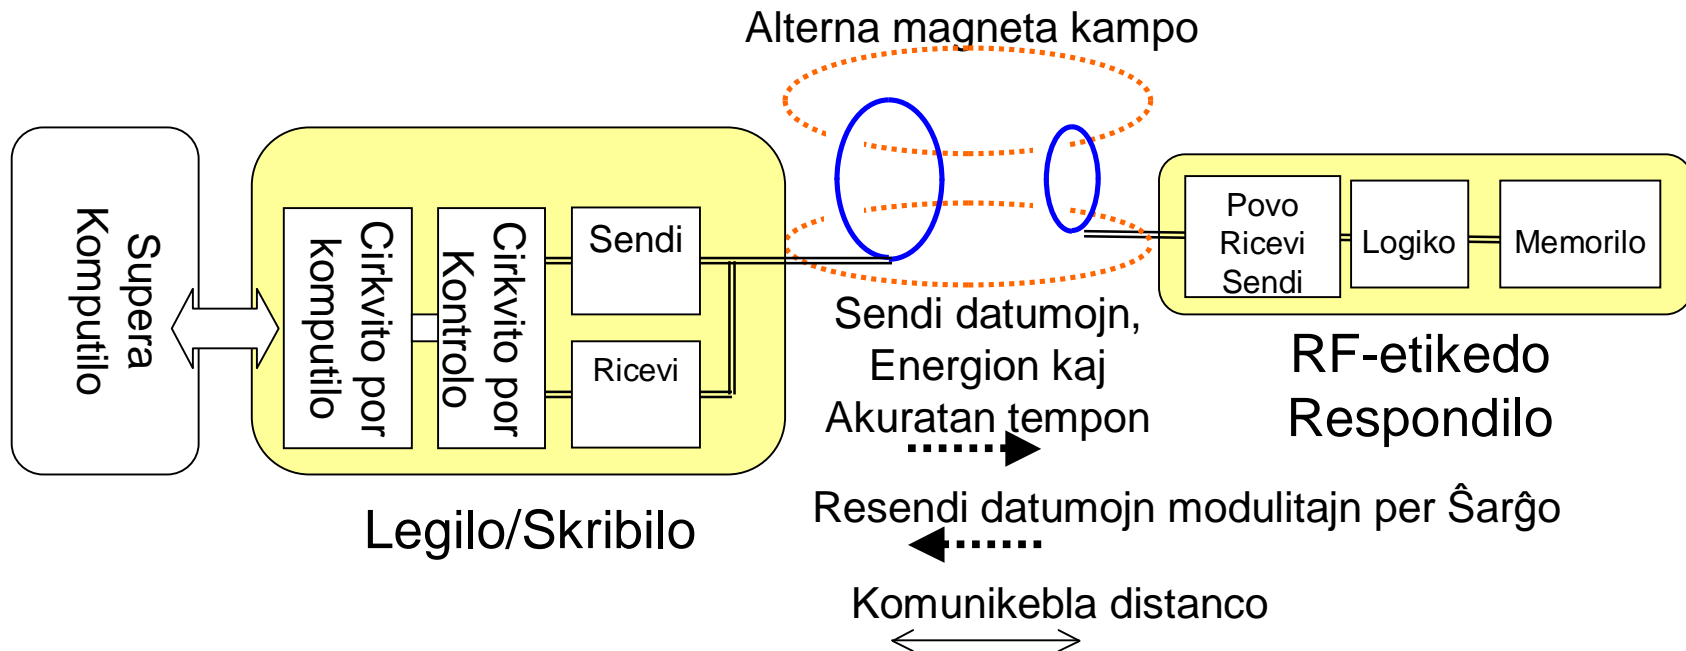 Alterna magneta kampo
Supera
Komputilo
Cirkvito por
komputilo
Cirkvito por
Kontrolo
Sendi
Ricevi
Legilo/Skribilo
Povo
Ricevi
Sendi
Logiko
Memorilo
RF-etikedo
Respondilo
Sendi datumojn,
Energion kaj
Akuratan tempon
Resendi datumojn modulitajn per Ŝarĝo
Komunikebla distanco